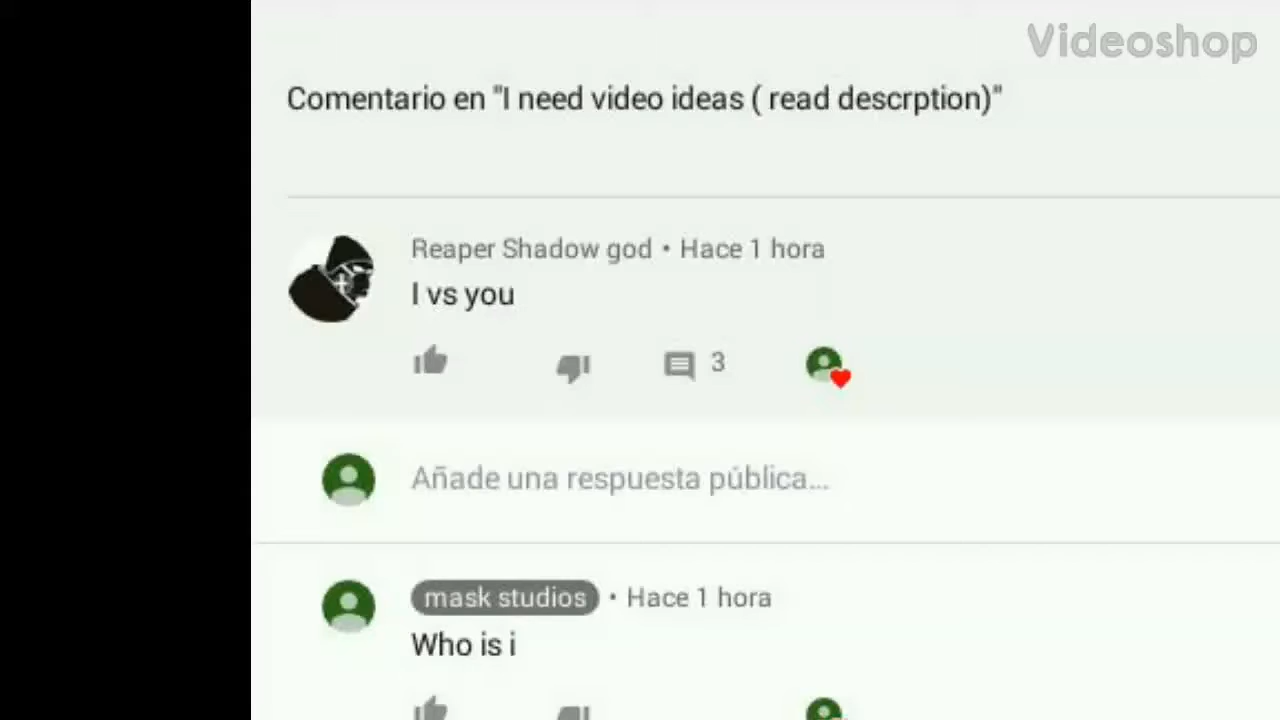 Videoshop
Comentario en "I need video ideas ( read descrption)"
Reaper Shadow god • Hace 1 hora
I vs you
3
Añade una respuesta pública...
mask studios • Hace 1 hora
Who is i